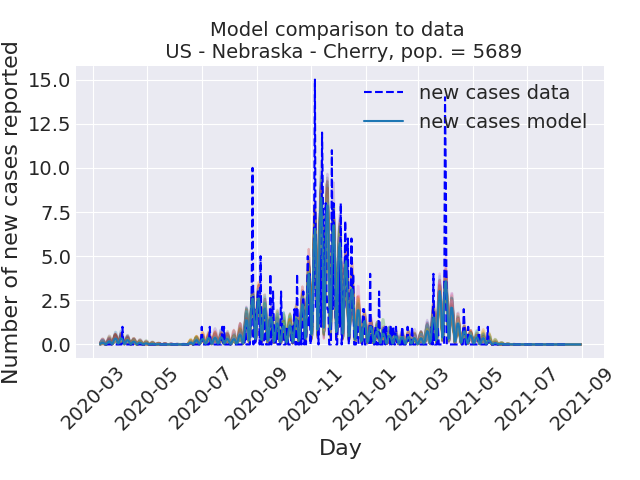 Model comparison to data
US - Nebraska - Cherry, pop. = 5689
Number of new cases reported
15.0
12.5
10.0
7.5
5.0
2.5
0.0
new cases data
new cases model
2020-03
2020-05
2020-07
2020-09
2020-11
2021-01
2021-03
2021-05
2021-07
2021-09
Day